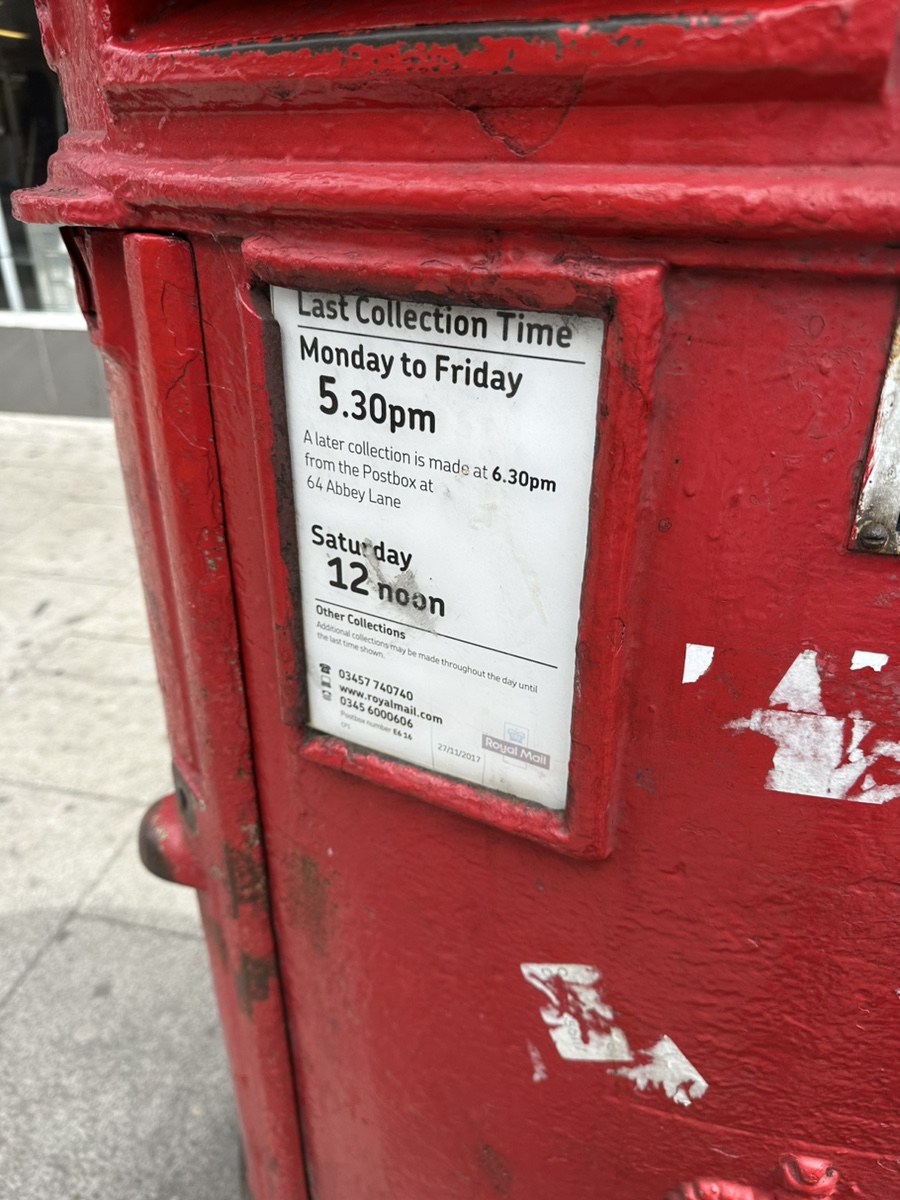 Last Collection Time
Monday to Friday
5.30pm
A later collection is made at 6.30pm
from the Postbox at
64 Abbey Lane
Saturday
12 noon
Other Collections
Additional collections may be made throughout the day until
the last time shown.
03457 740740
www.royalmail.com
0345 6000606
Postbox number E6 16
27/11/2017
Royal Mail